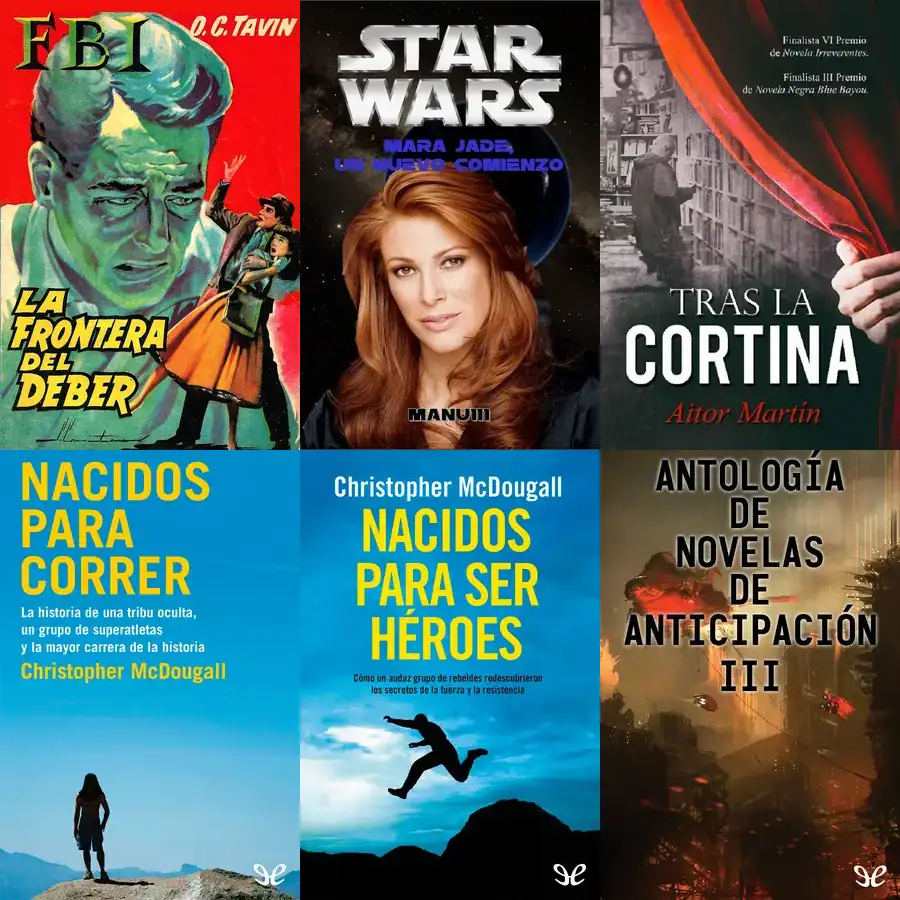 FBI
O.C. TAVIN
LA
FRONTERA
DEL
DEBER
STAR
WARS
MARA JADE,
UN NUEVO COMIENZO
MANUIII
Finalista VI Premio
de Novela Irreverentes.
Finalista III Premio
de Novela Negra Blue Bayou.
TRAS LA
CORTINA
Aitor Martín
NACIDOS
PARA
CORRER
La historia de una tribu oculta,
un grupo de superatletas
y la mayor carrera de la historia
Christopher McDougall
Christopher McDougall
NACIDOS
PARA SER
HÉROES
Cómo un audaz grupo de rebeldes redescubrieron
los secretos de la fuerza y la resistencia
ANTOLOGÍA
DE
NOVELAS
DE
ANTICIPACIÓN
III